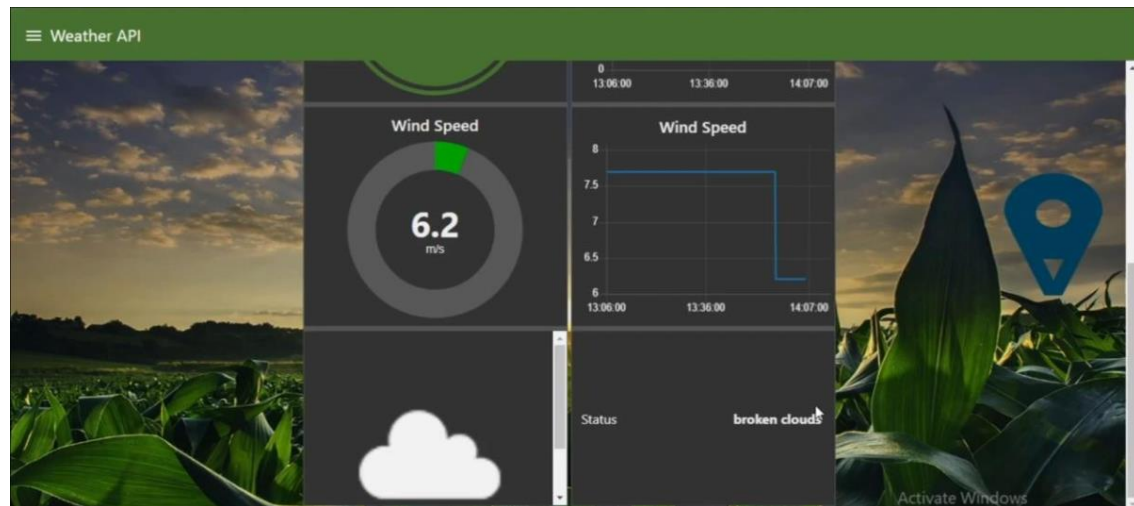 Weather API
0
13:06:00 13:36:00 14:07:00
Wind Speed
6.2
m/s
Wind Speed
8
7.5
7
6.5
6
13:06:00 13:36:00 14:07:00
Status broken clouds
Activate Windows